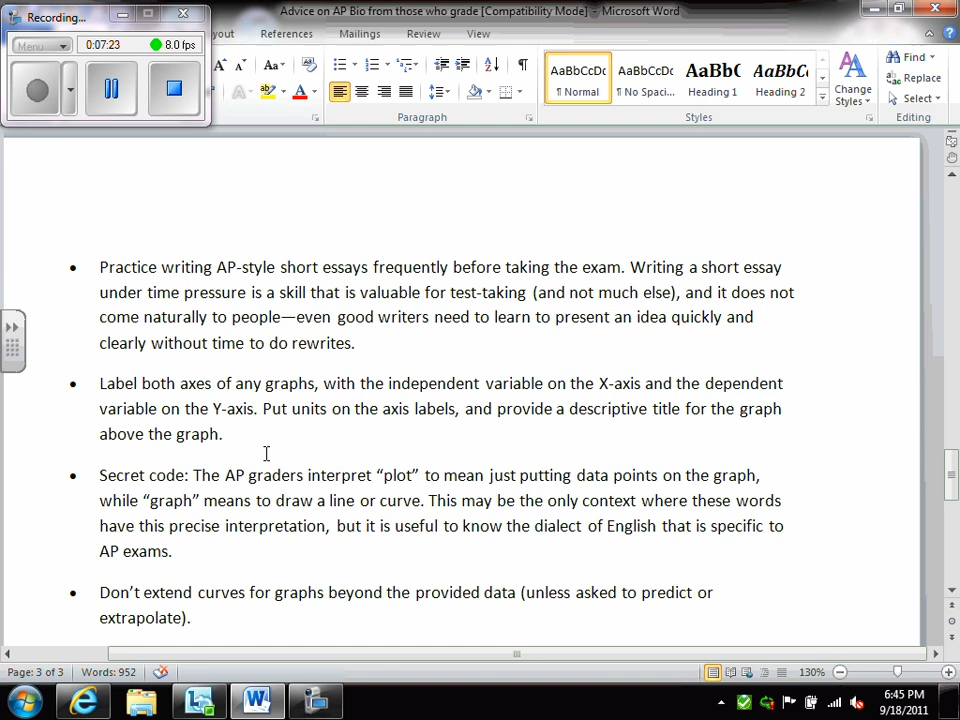 Advice on AP Bio from those who grade [Compatibility Mode] - Microsoft Word
Recording...
Menu
0:07:23
8.0 fps
yout
References
Mailings
Review
View
Aa
AaBbCcDc
AaBbCcDc
AaBbC
AaBbCc
¶ Normal
¶ No Spaci...
Heading 1
Heading 2
Change
Styles
Find
Replace
Select
Paragraph
Styles
Editing
• Practice writing AP-style short essays frequently before taking the exam. Writing a short essay
under time pressure is a skill that is valuable for test-taking (and not much else), and it does not
come naturally to people—even good writers need to learn to present an idea quickly and
clearly without time to do rewrites.
• Label both axes of any graphs, with the independent variable on the X-axis and the dependent
variable on the Y-axis. Put units on the axis labels, and provide a descriptive title for the graph
above the graph.
• Secret code: The AP graders interpret “plot” to mean just putting data points on the graph,
while “graph” means to draw a line or curve. This may be the only context where these words
have this precise interpretation, but it is useful to know the dialect of English that is specific to
AP exams.
• Don’t extend curves for graphs beyond the provided data (unless asked to predict or
extrapolate).
Page: 3 of 3
Words: 952
130%
6:45 PM
9/18/2011